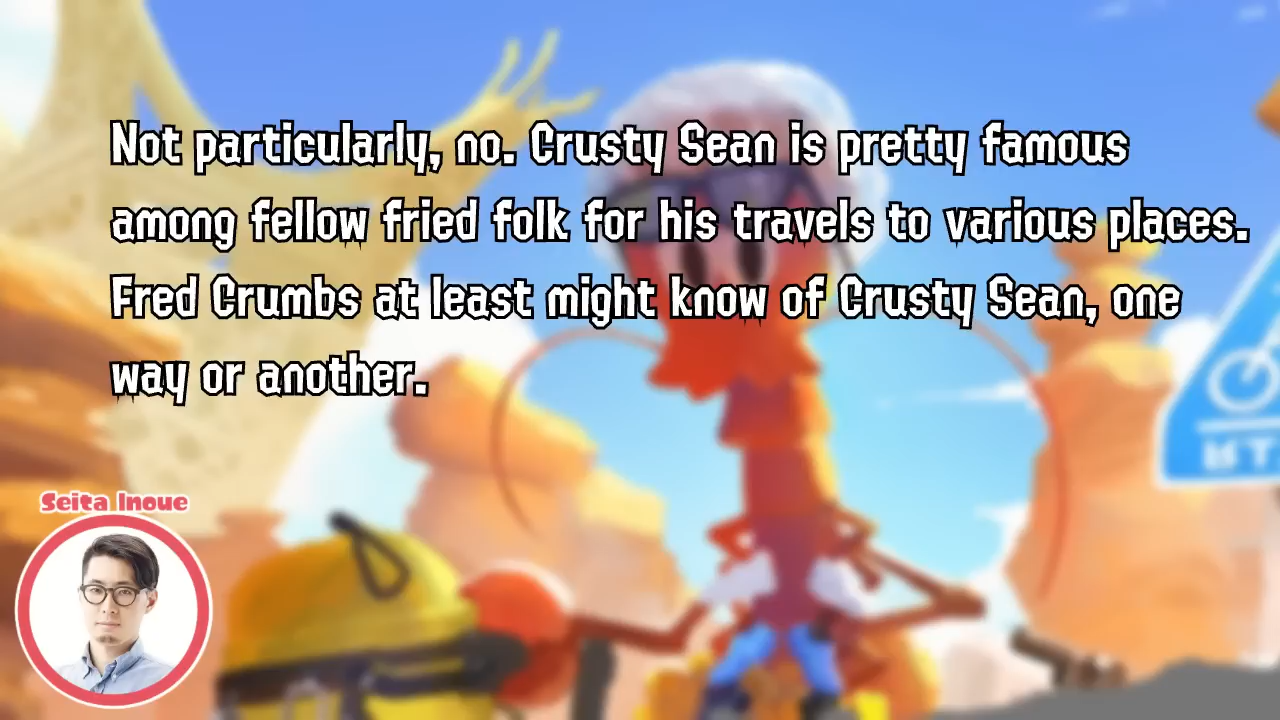 Not particularly, no. Crusty Sean is pretty famous
among fellow fried folk for his travels to various places.
Fred Crumbs at least might know of Crusty Sean, one
way or another.
Seita Inoue